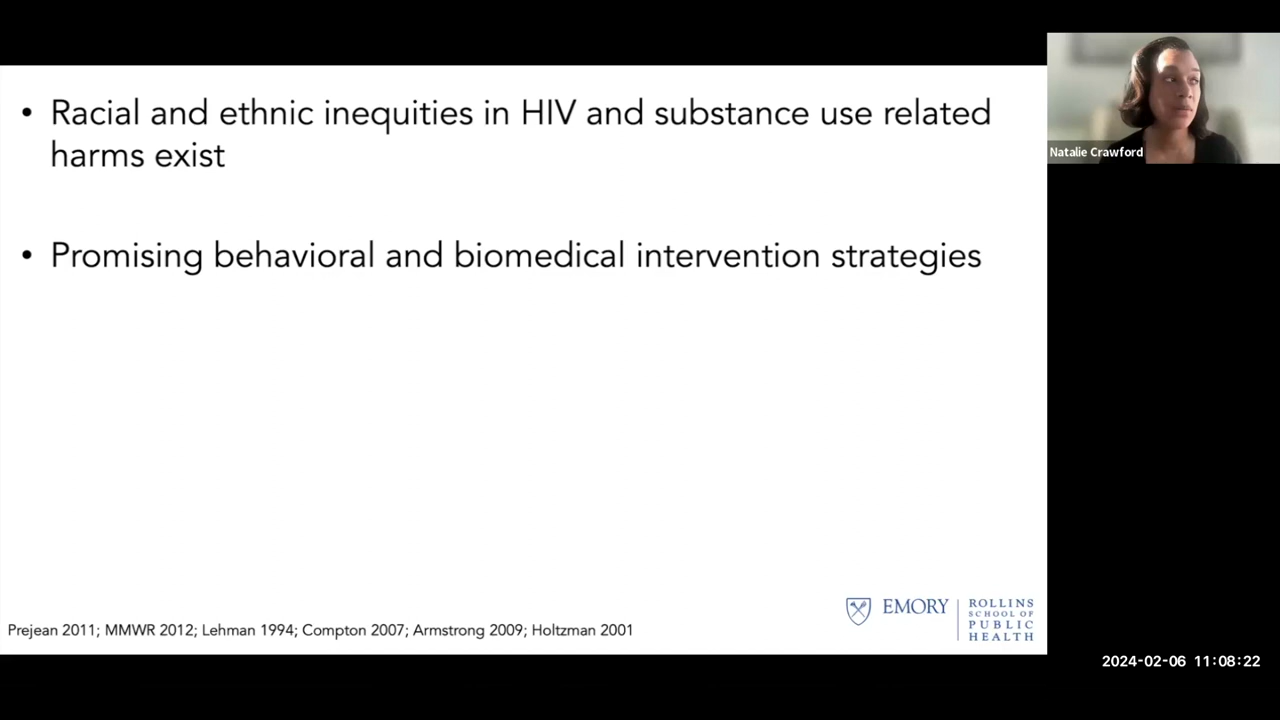 • Racial and ethnic inequities in HIV and substance use related
harms exist
• Promising behavioral and biomedical intervention strategies
Prejean 2011; MMWR 2012; Lehman 1994; Compton 2007; Armstrong 2009; Holtzman 2001
EMORY
ROLLINS
SCHOOL OF
PUBLIC
HEALTH
Natalie Crawford
2024-02-06 11:08:22